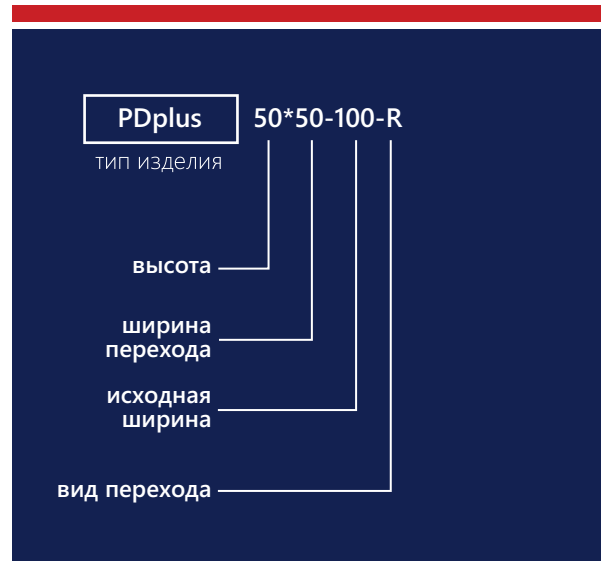 PDplus 50*50-100-R
тип изделия
высота
ширина
перехода
исходная
ширина
вид перехода